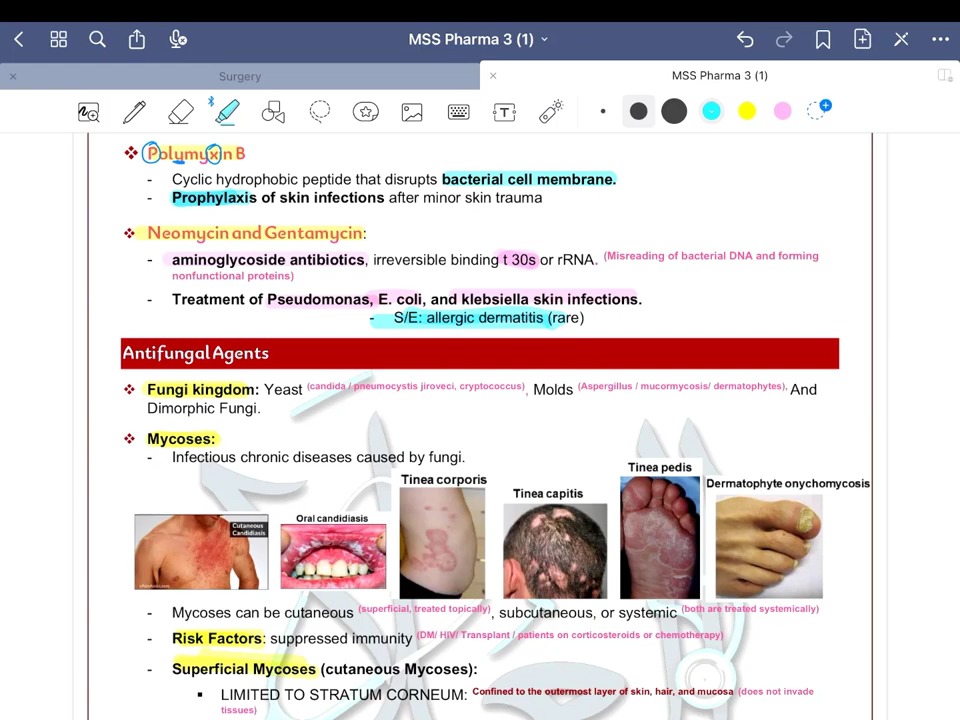 MSS Pharma 3 (1)
Surgery
MSS Pharma 3 (1)
T
❖ Polymyxin B
- Cyclic hydrophobic peptide that disrupts bacterial cell membrane.
- Prophylaxis of skin infections after minor skin trauma
❖ Neomycin and Gentamycin:
- aminoglycoside antibiotics, irreversible binding t 30s or rRNA. (Misreading of bacterial DNA and forming
nonfunctional proteins)
- Treatment of Pseudomonas, E. coli, and klebsiella skin infections.
- S/E: allergic dermatitis (rare)
Antifungal Agents
❖ Fungi kingdom: Yeast (candida / pneumocystis jiroveci, cryptococcus), Molds (Aspergillus / mucormycosis/ dermatophytes), And
Dimorphic Fungi.
❖ Mycoses:
- Infectious chronic diseases caused by fungi.
Tinea pedis
Tinea corporis
Dermatophyte onychomycosis
Tinea capitis
Oral candidiasis
Cutaneous
Candidiasis
- Mycoses can be cutaneous (superficial, treated topically), subcutaneous, or systemic (both are treated systemically)
- Risk Factors: suppressed immunity (DM/ HIV/ Transplant / patients on corticosteroids or chemotherapy)
- Superficial Mycoses (cutaneous Mycoses):
▪ LIMITED TO STRATUM CORNEUM: Confined to the outermost layer of skin, hair, and mucosa (does not invade
tissues)